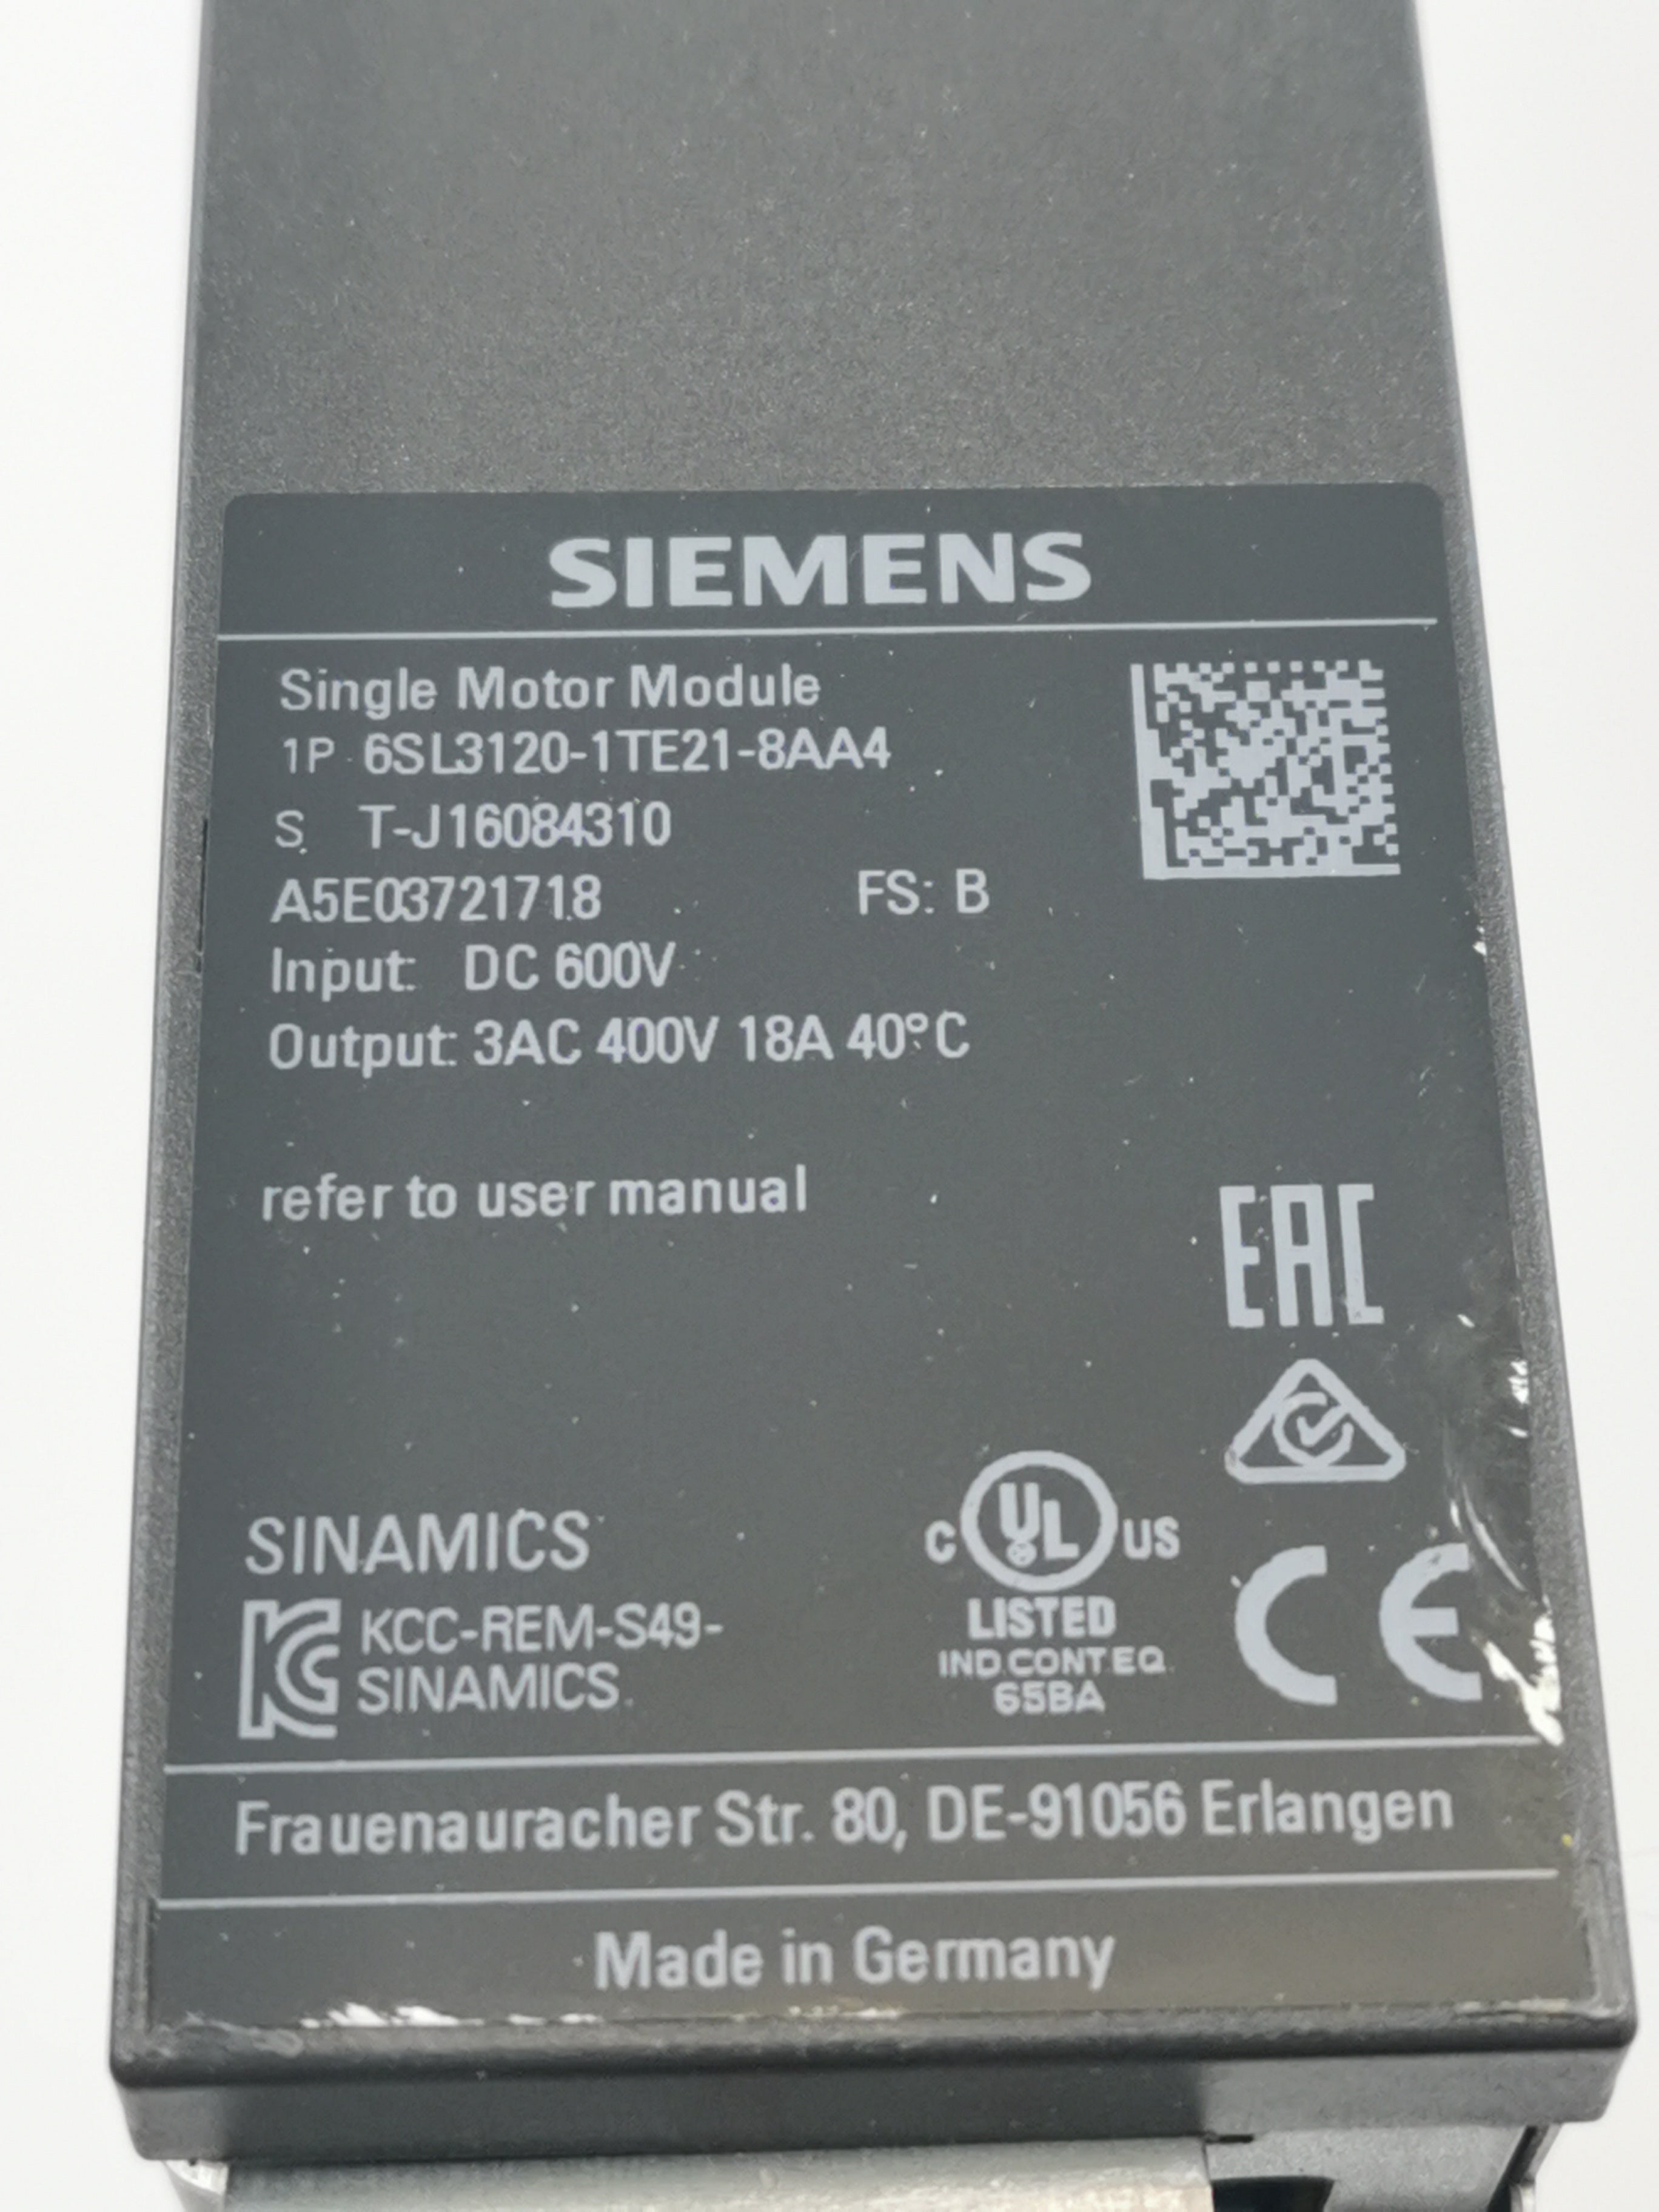 SIEMENS
Single Motor Module
1P 6SL3120-1TE21-8AA4
S T-J16084310
A5E03721718 FS: B
Input: DC 600V
Output: 3AC 400V 18A 40°C
refer to user manual
EAC
SINAMICS
C UL US
LISTED
IND.CONT.EQ.
65BA
CE
KCC-REM-S49-
SINAMICS
Frauenauracher Str. 80, DE-91056 Erlangen
Made in Germany